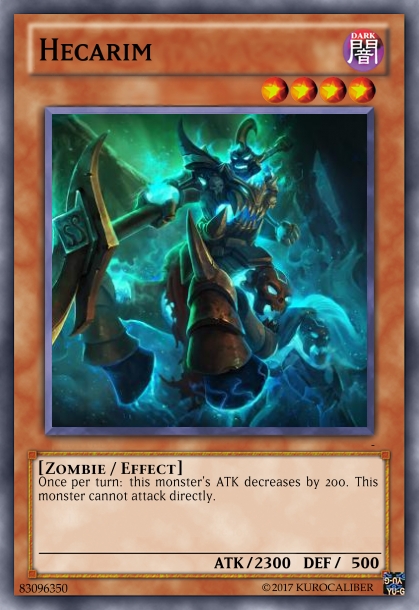 HECARIM
DARK
闇
[ZOMBIE / EFFECT]
Once per turn: this monster's ATK decreases by 200. This
monster cannot attack directly.
ATK/2300 DEF/ 500
83096350 ©2017 KUROCALIBER